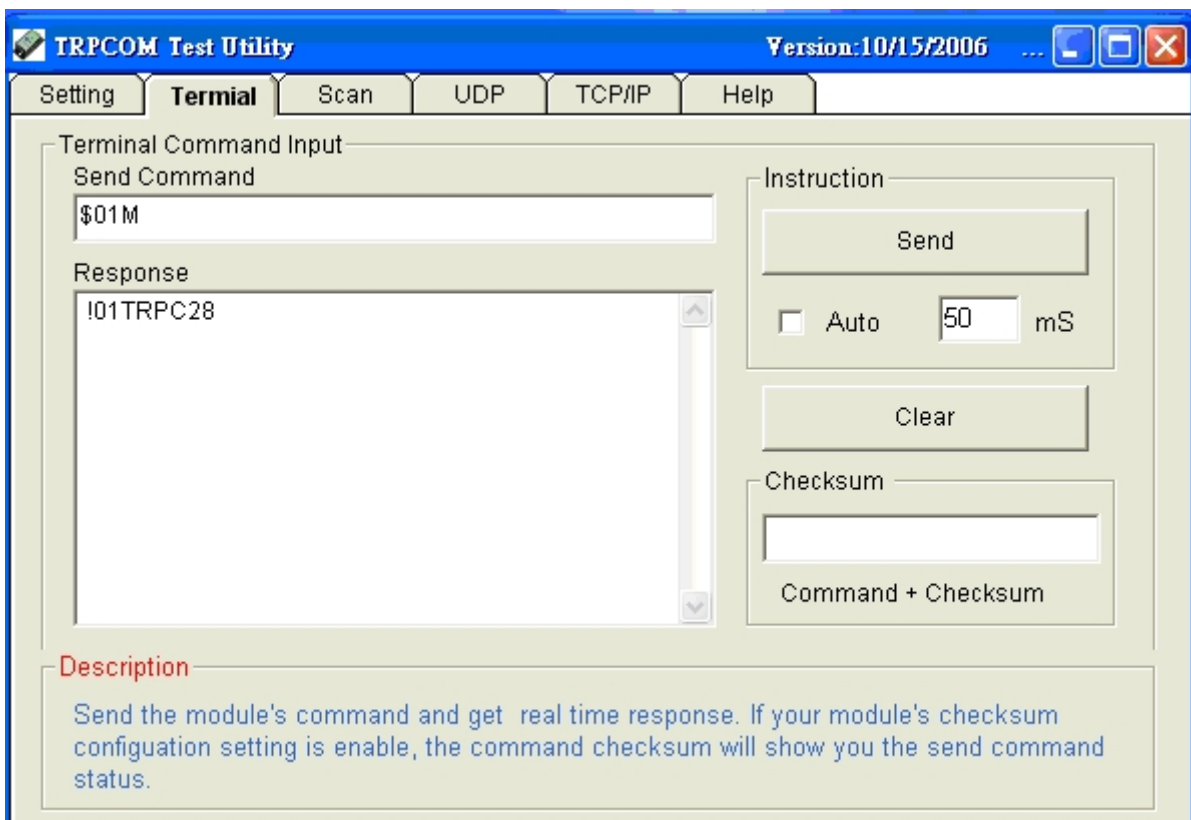 TRPCOM Test Utility Version:10/15/2006 ...
Setting Termial Scan UDP TCP/IP Help
Terminal Command Input
Send Command
$01M
Response
!01TRPC28
Instruction
Send
Auto 50 mS
Clear
Checksum
Command + Checksum
Description
Send the module's command and get real time response. If your module's checksum
configuation setting is enable, the command checksum will show you the send command
status.